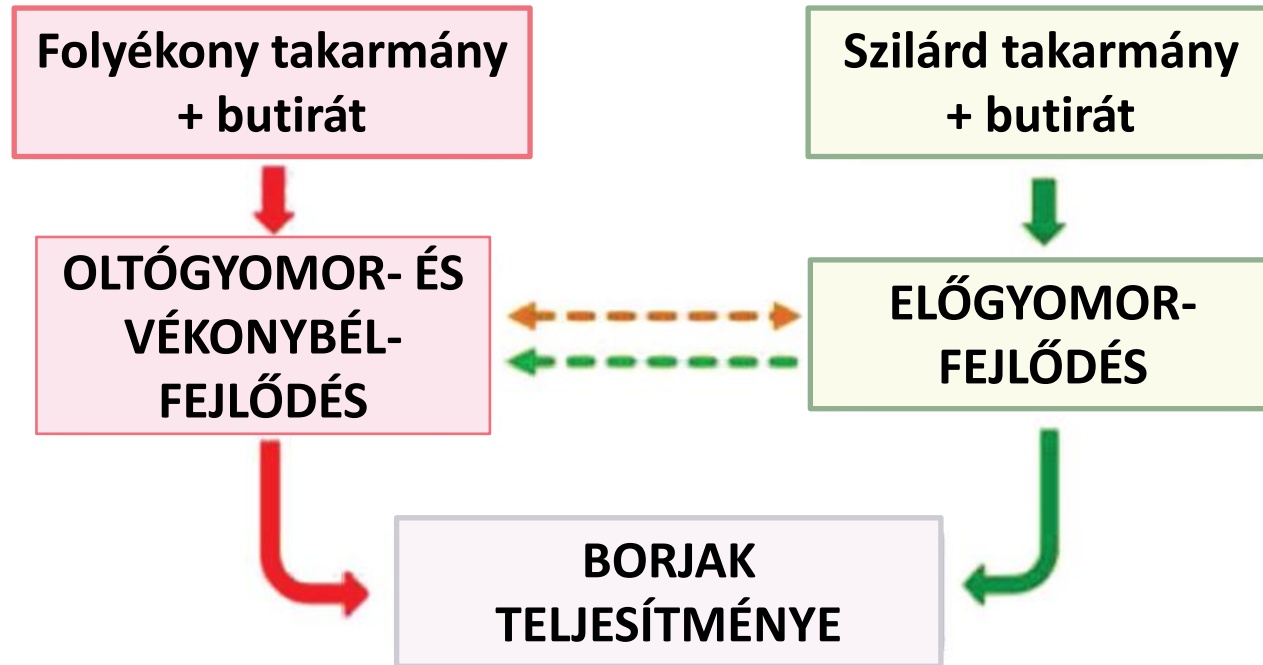 Folyékony takarmány
+ butirát
Szilárd takarmány
+ butirát
OLTÓGYOMOR- ÉS
VÉKONYBÉL-
FEJLŐDÉS
ELŐGYOMOR-
FEJLŐDÉS
BORJAK
TELJESÍTMÉNYE